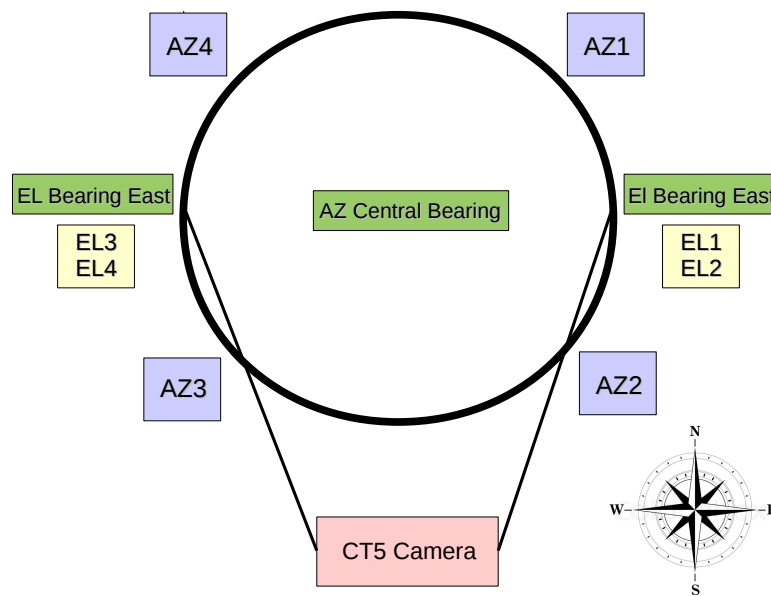 AZ4
AZ1
EL Bearing East
AZ Central Bearing
El Bearing East
EL3
EL4
EL1
EL2
AZ3
AZ2
CT5 Camera
N
W
E
S